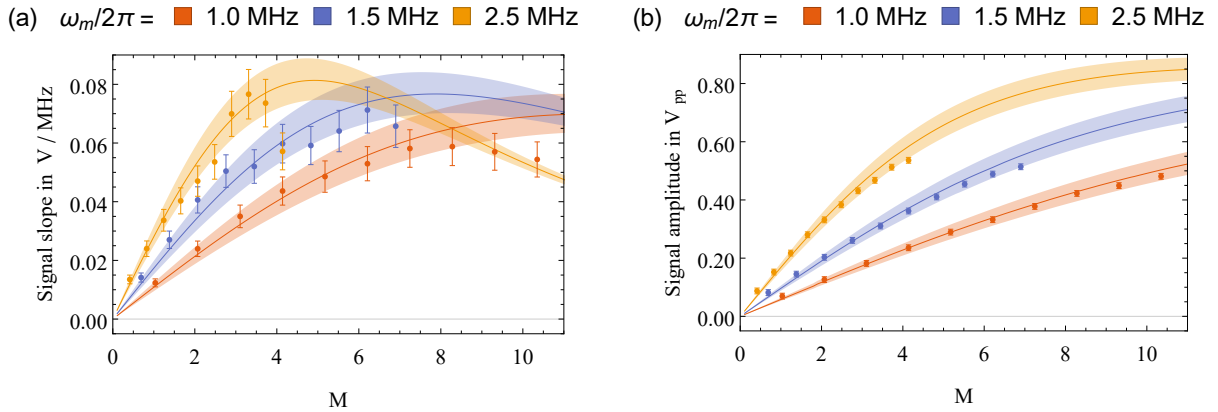 (a) ωm/2π = 1.0 MHz 1.5 MHz 2.5 MHz
Signal slope in V / MHz
0.08
0.06
0.04
0.02
0.00
0 2 4 6 8 10
M
(b) ωm/2π = 1.0 MHz 1.5 MHz 2.5 MHz
Signal amplitude in Vpp
0.80
0.60
0.40
0.20
0.00
0 2 4 6 8 10
M